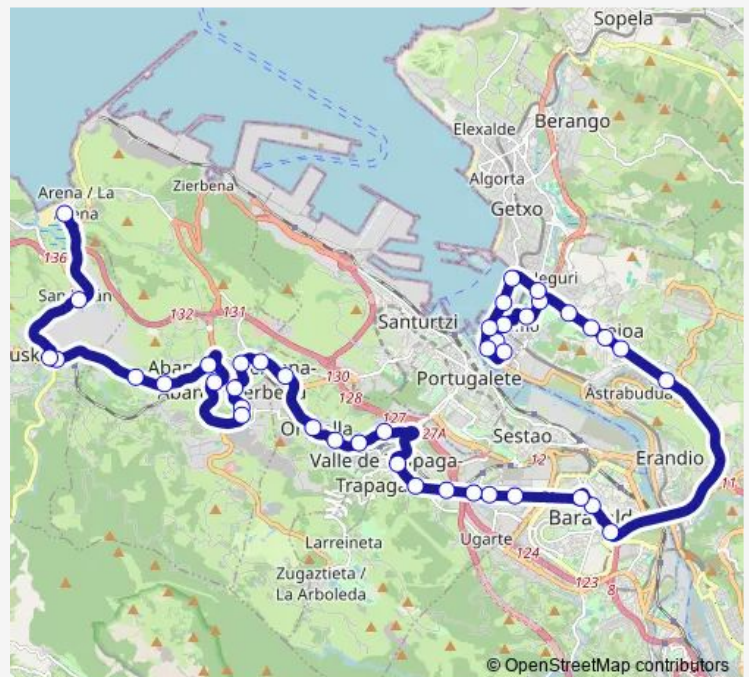 Sopela
Elexalde
Berango
Algorta
Zierbena
Getxo
Arena / La
136
132
131
Santurtzi
130
128
Portugalete
Astrabudua
127
27A
Sestao
12
Valle de
Erandio
11
Ugarte
124
Larreineta
123
8
Zugaztieta /
La Arboleda
© OpenStreetMap contributors